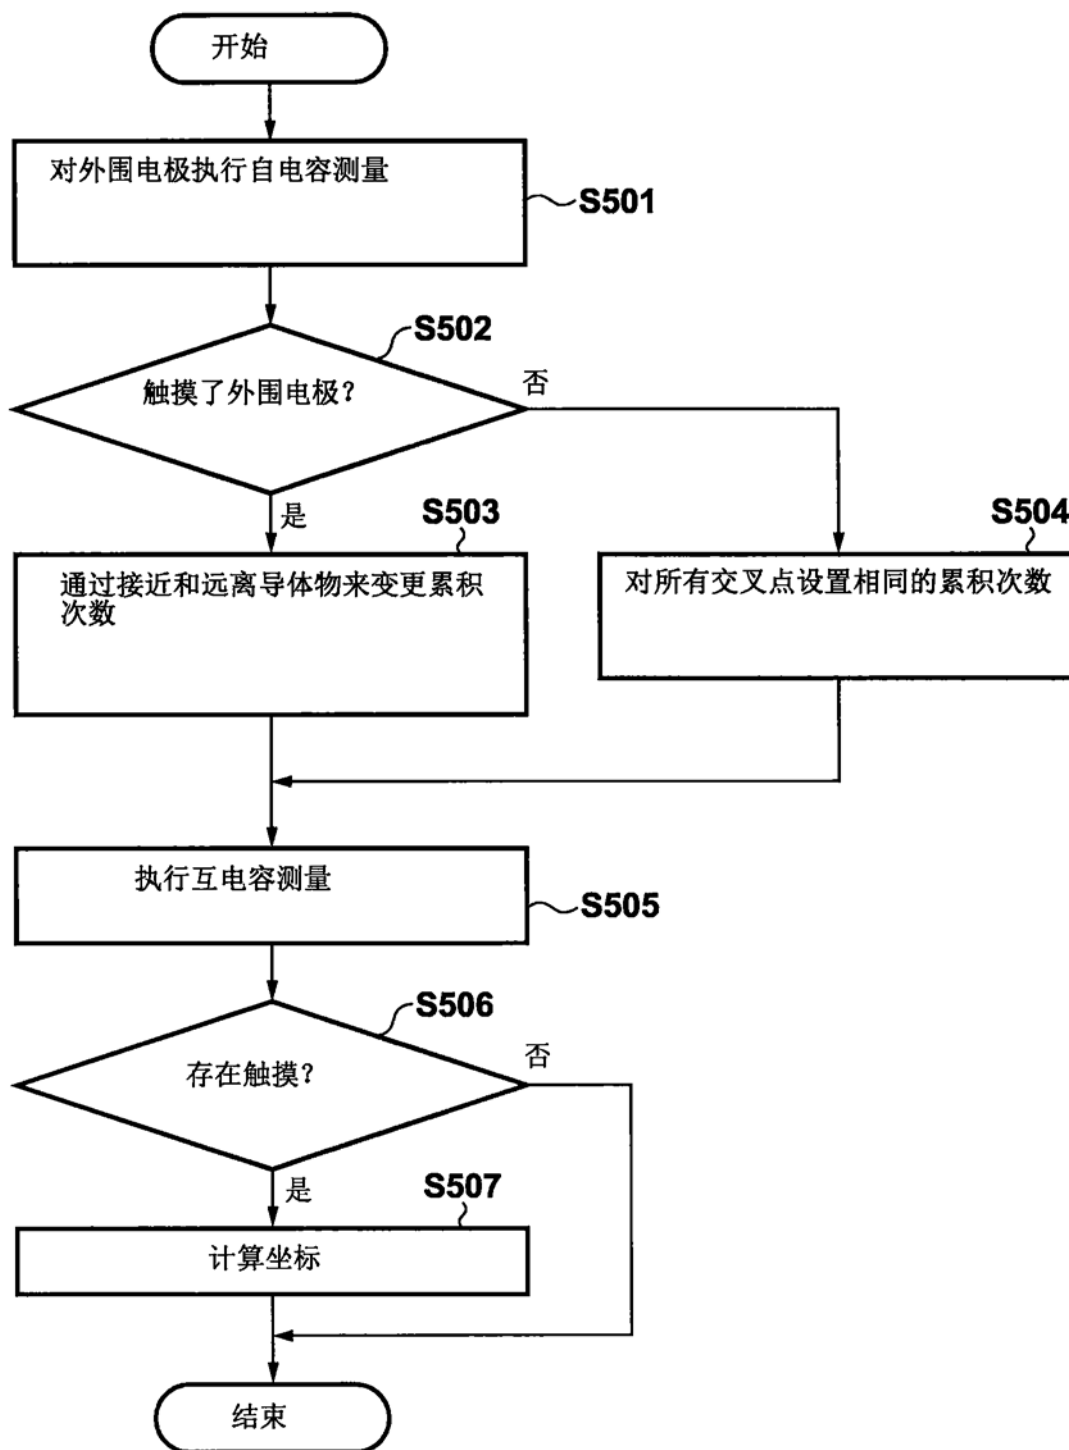 开始
对外围电极执行自电容测量
S501
S502
触摸了外围电极?
否
是
S503
S504
通过接近和远离导体物来变更累积
次数
对所有交叉点设置相同的累积次数
执行互电容测量
S505
S506
存在触摸?
否
是
S507
计算坐标
结束